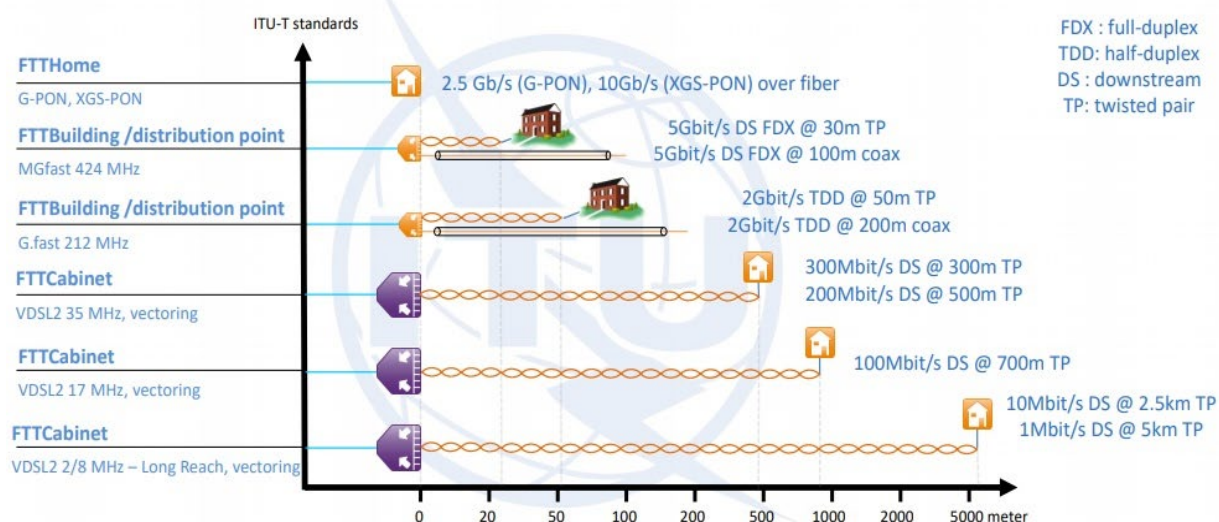 ITU-T standards
FDX : full-duplex
TDD: half-duplex
DS : downstream
TP: twisted pair
FTTHome
G-PON, XGS-PON
2.5 Gb/s (G-PON), 10Gb/s (XGS-PON) over fiber
FTTBuilding /distribution point
MGfast 424 MHz
5Gbit/s DS FDX @ 30m TP
5Gbit/s DS FDX @ 100m coax
FTTBuilding /distribution point
G.fast 212 MHz
2Gbit/s TDD @ 50m TP
2Gbit/s TDD @ 200m coax
FTTCabinet
VDSL2 35 MHz, vectoring
300Mbit/s DS @ 300m TP
200Mbit/s DS @ 500m TP
FTTCabinet
VDSL2 17 MHz, vectoring
100Mbit/s DS @ 700m TP
FTTCabinet
VDSL2 2/8 MHz – Long Reach, vectoring
10Mbit/s DS @ 2.5km TP
1Mbit/s DS @ 5km TP
0 20 50 100 200 500 1000 2000 5000 meter
ITU